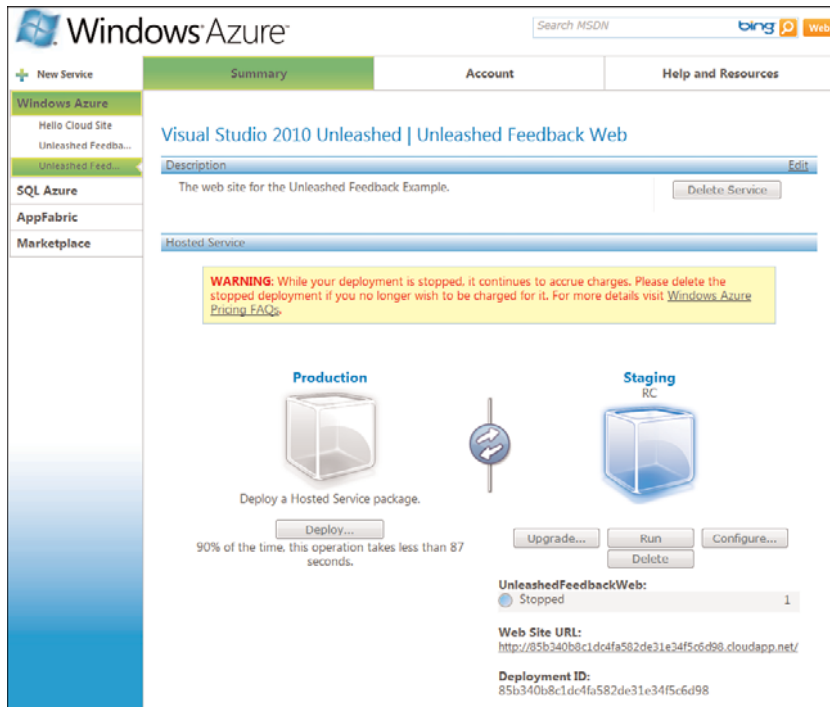 Windows Azure
Search MSDN
bing
Web
New Service
Summary
Account
Help and Resources
Windows Azure
Hello Cloud Site
Unleashed Feedba...
Unleashed Feed...
SQL Azure
AppFabric
Marketplace
Visual Studio 2010 Unleashed | Unleashed Feedback Web
Description
Edit
The web site for the Unleashed Feedback Example.
Delete Service
Hosted Service
WARNING: While your deployment is stopped, it continues to accrue charges. Please delete the
stopped deployment if you no longer wish to be charged for it. For more details visit Windows Azure
Pricing FAQs.
Production
Deploy a Hosted Service package.
Deploy...
90% of the time, this operation takes less than 87
seconds.
Staging
RC
Upgrade...
Run
Configure...
Delete
UnleashedFeedbackWeb:
Stopped 1
Web Site URL:
http://85b340b8c1dc4fa582de31e34f5c6d98.cloudapp.net/
Deployment ID:
85b340b8c1dc4fa582de31e34f5c6d98